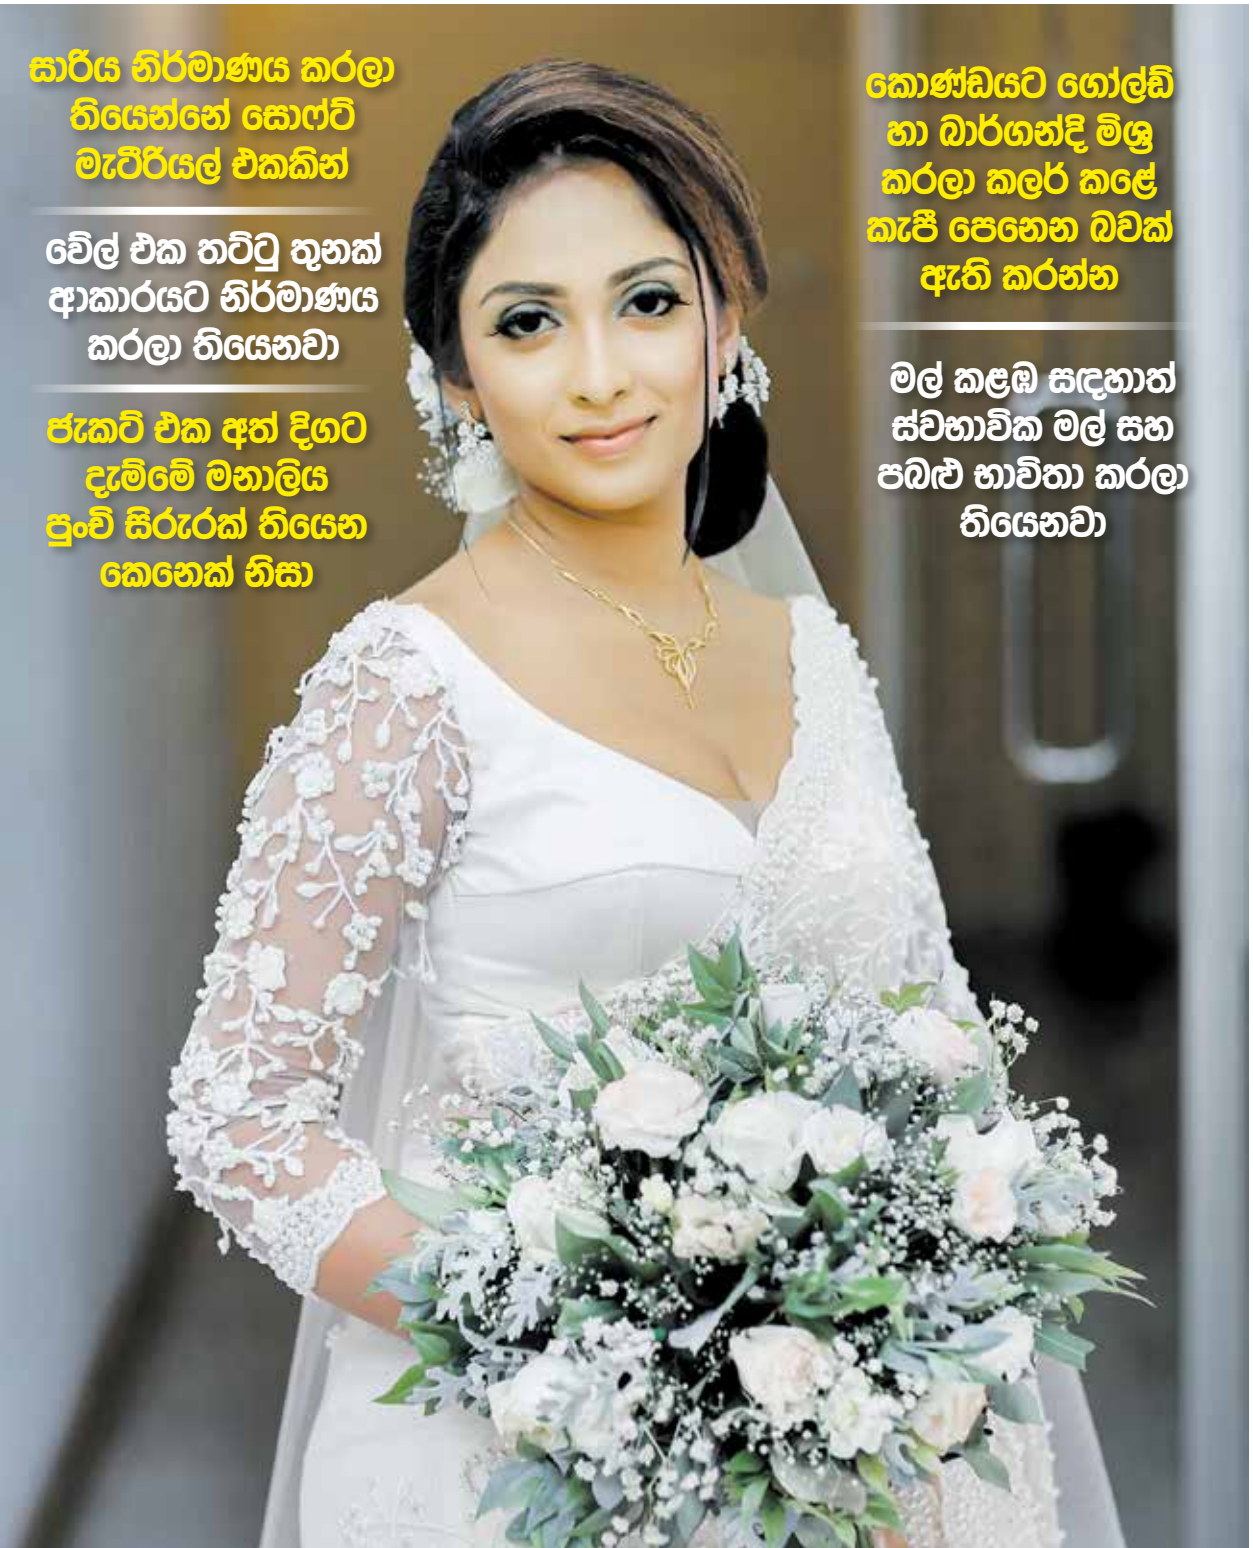 සාරිය නිර්මාණය කරලා
තියෙන්නේ සොෆ්ට්
මැටීරියල් එකකින්
වේල් එක තට්ටු තුනක්
ආකාරයට නිර්මාණය
කරලා තියෙනවා
ජැකට් එක අත් දිගට
දැම්මේ මනාලිය
පුංචි සිරුරක් තියෙන
කෙනෙක් නිසා
කොණ්ඩයට ගෝල්ඩ්
හා බාර්ගන්දි මිශ්‍ර
කරලා කලර් කළේ
කැපී පෙනෙන බවක්
ඇති කරන්න
මල් කළඹ සඳහාත්
ස්වභාවික මල් සහ
පබළු භාවිතා කරලා
තියෙනවා